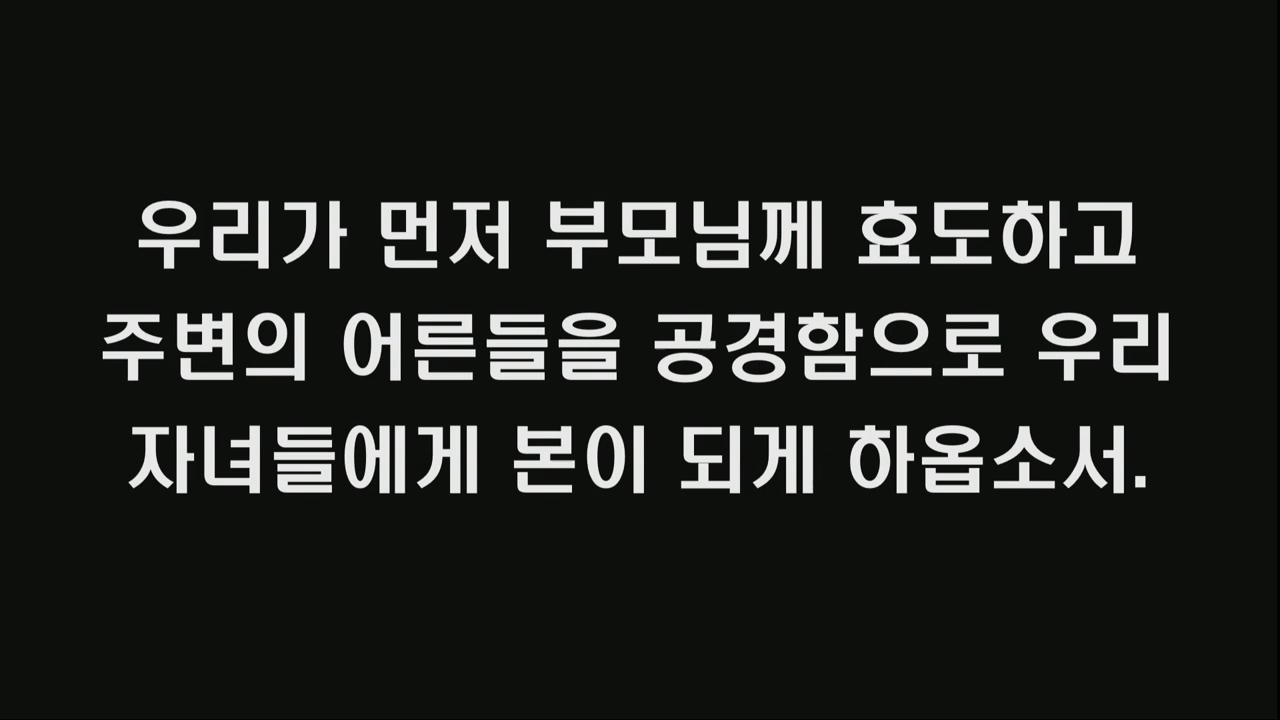 우리가 먼저 부모님께 효도하고
주변의 어른들을 공경함으로 우리
자녀들에게 본이 되게 하옵소서.